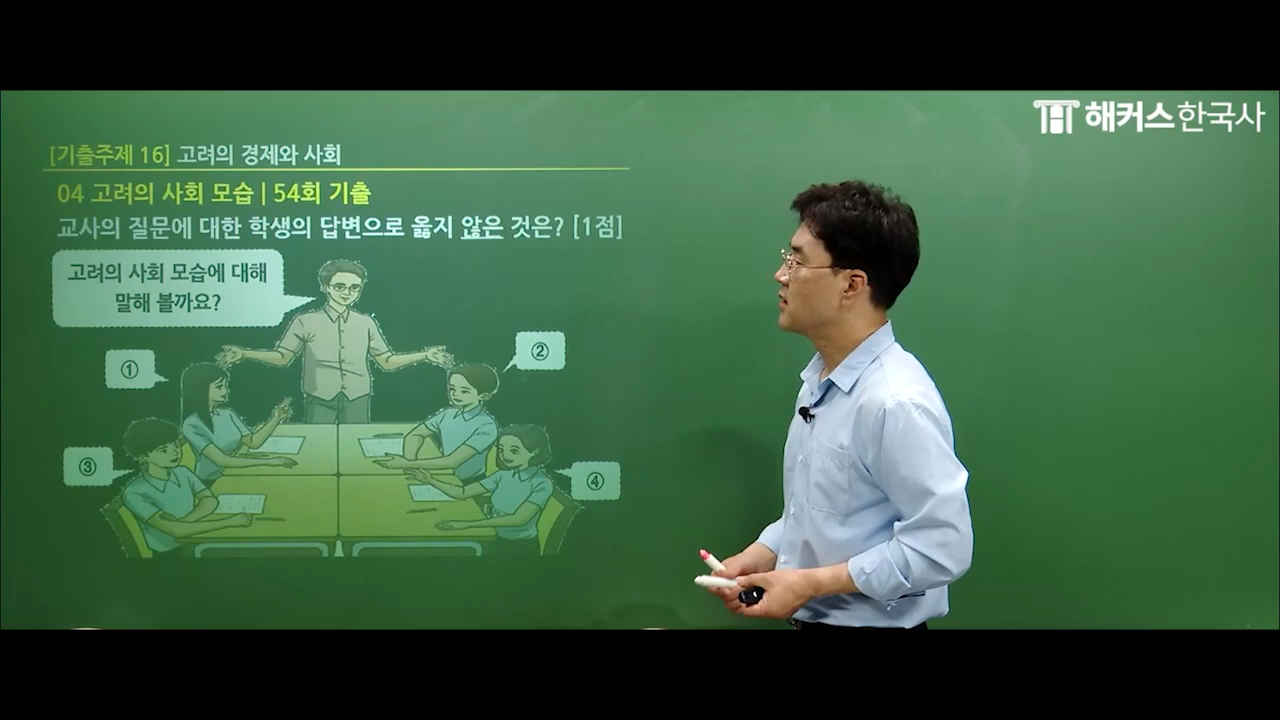 해커스한국사
[기출주제 16] 고려의 경제와 사회
04 고려의 사회 모습 | 54회 기출
교사의 질문에 대한 학생의 답변으로 옳지 않은 것은? [1점]
고려의 사회 모습에 대해
말해 볼까요?
①
②
③
④